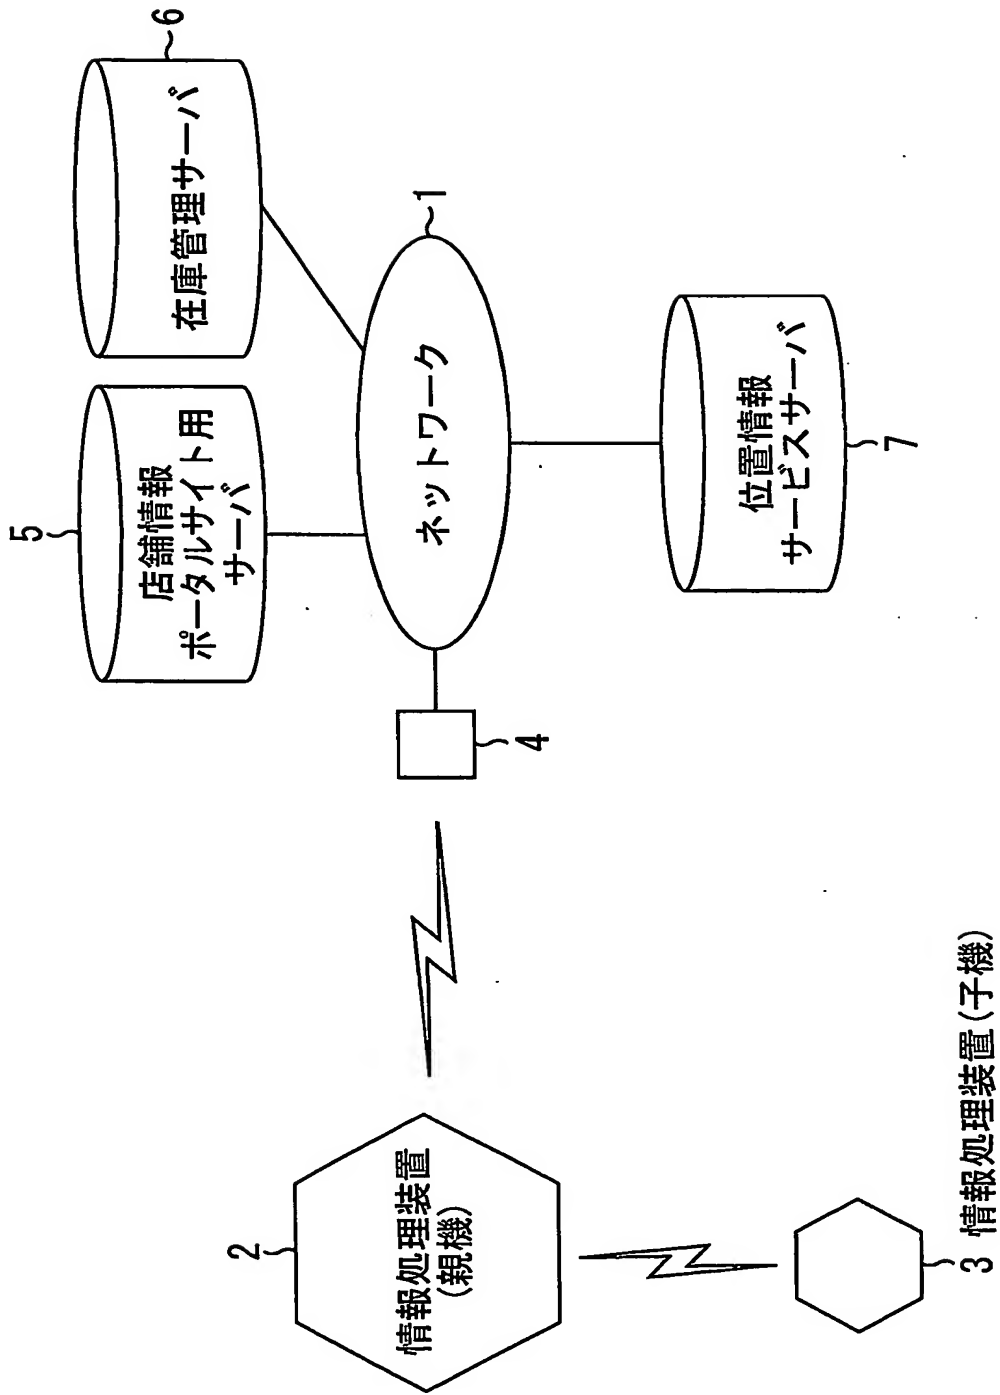 2
情報処理装置
(親機)
3 情報処理装置(子機)
4
5
店舗情報
ポータルサイト用
サーバ
6
在庫管理サーバ
1
ネットワーク
位置情報
サービスサーバ
7